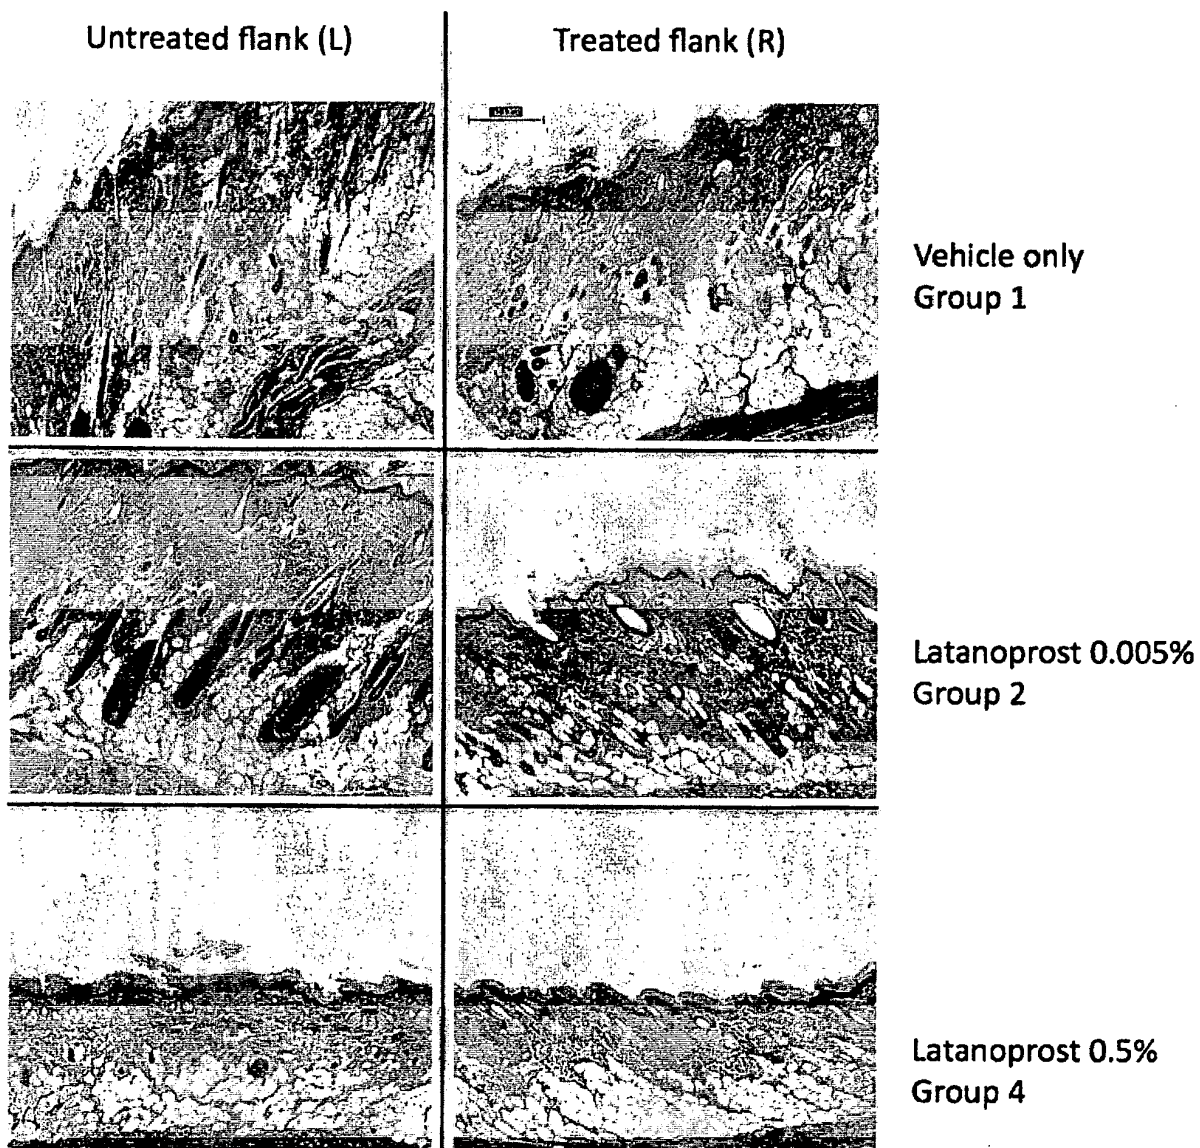 Untreated flank (L)
Treated flank (R)
Vehicle only
Group 1
Latanoprost 0.005%
Group 2
Latanoprost 0.5%
Group 4